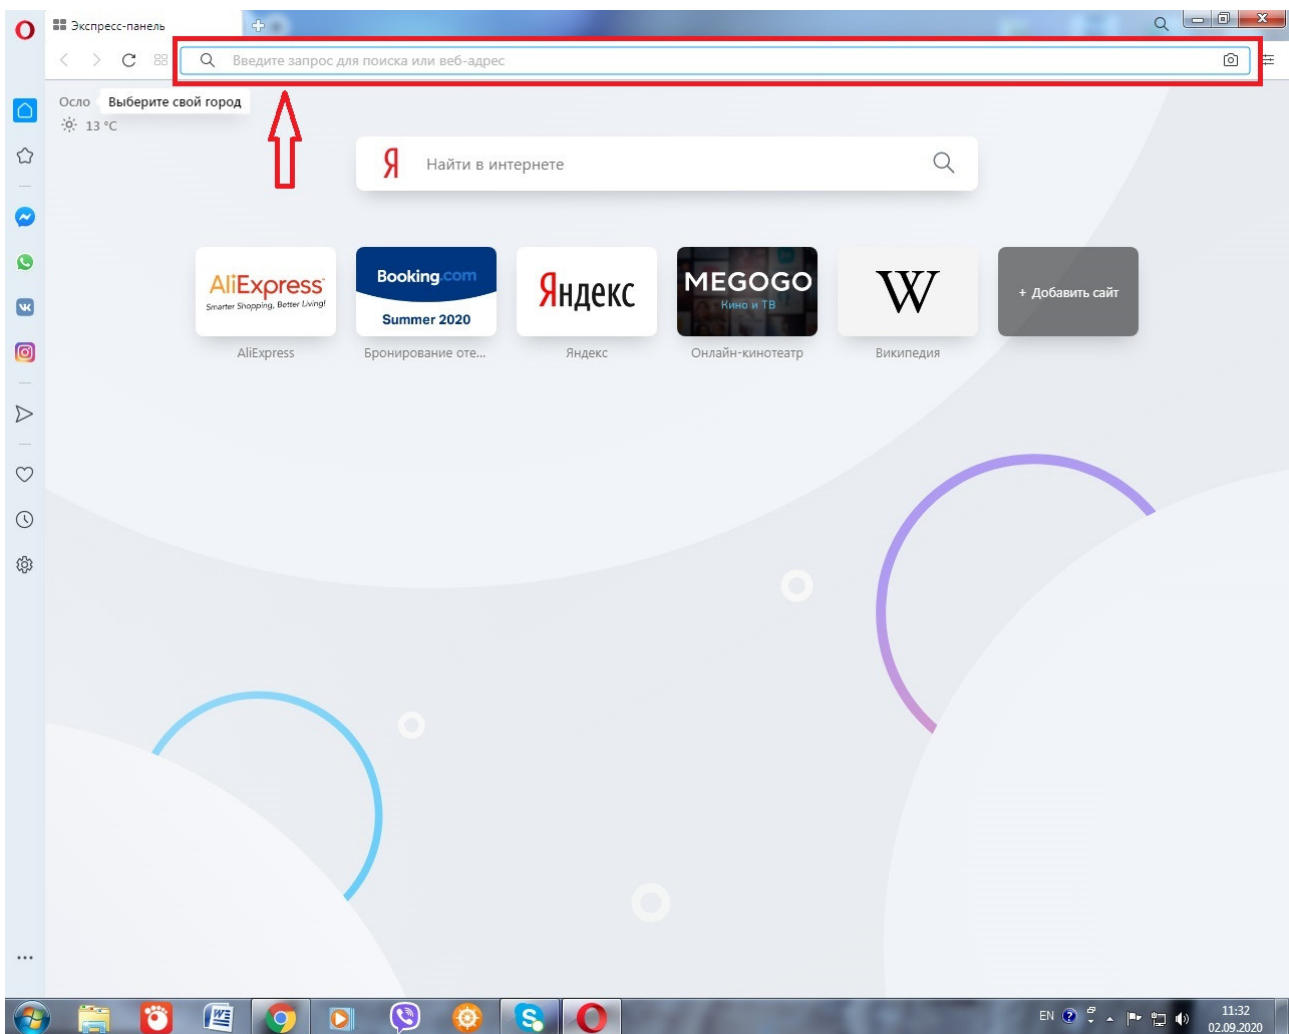 Экспресс-панель
Введите запрос для поиска или веб-адрес
Осло
Выберите свой город
13 °C
Я
Найти в интернете
AliExpress
Smarter Shopping, Better Living!
AliExpress
Booking.com
Summer 2020
Бронирование оте...
Яндекс
Яндекс
MEGOGO
Кино и ТВ
Онлайн-кинотеатр
W
Википедия
+ Добавить сайт
EN
11:32
02.09.2020